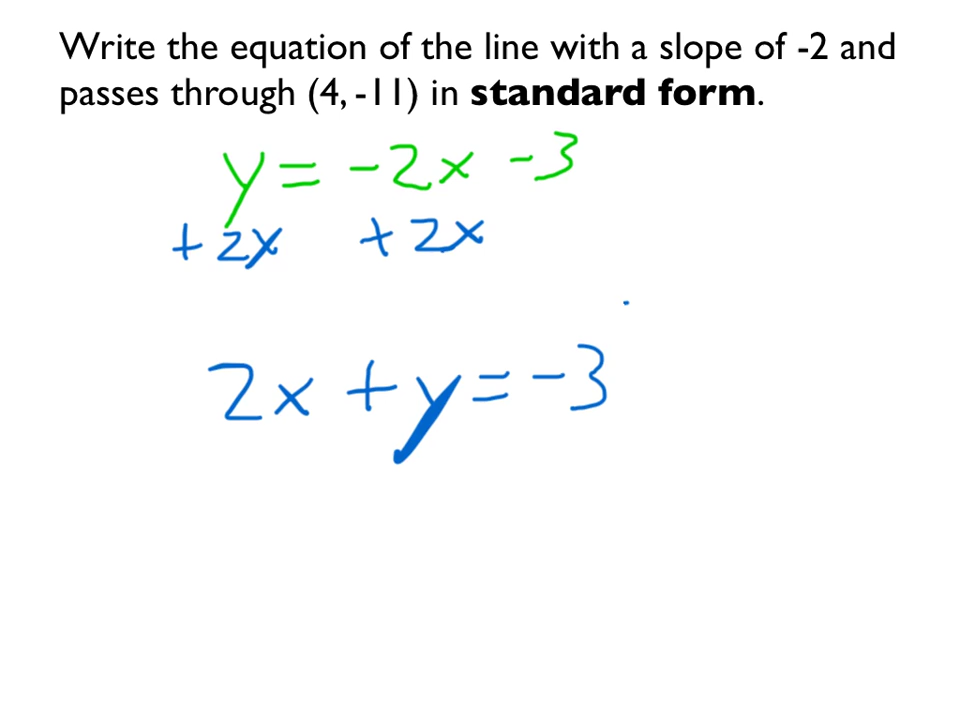 Write the equation of the line with a slope of -2 and
passes through (4, -11) in standard form.
y = -2x -3
+2x +2x
2x + y = -3